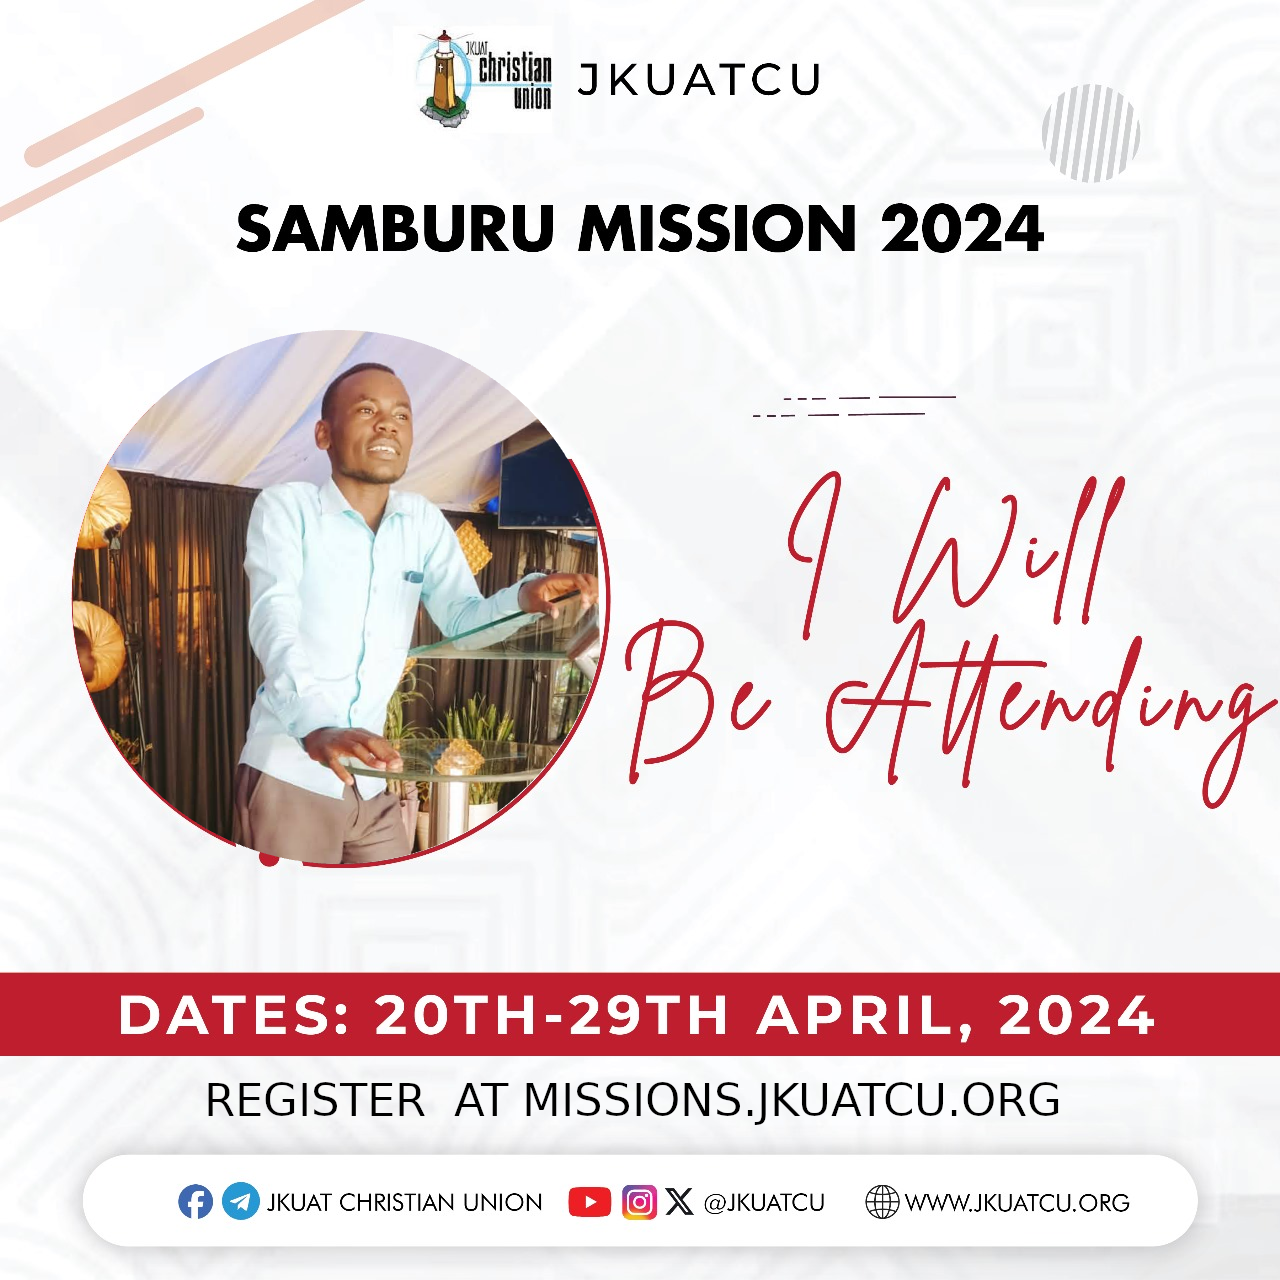 JKUAT
christian
union
JKUATCU
SAMBURU MISSION 2024
I Will
Be Attending
DATES: 20TH-29TH APRIL, 2024
REGISTER  AT MISSIONS.JKUATCU.ORG
JKUAT CHRISTIAN UNION @JKUATCU WWW.JKUATCU.ORG